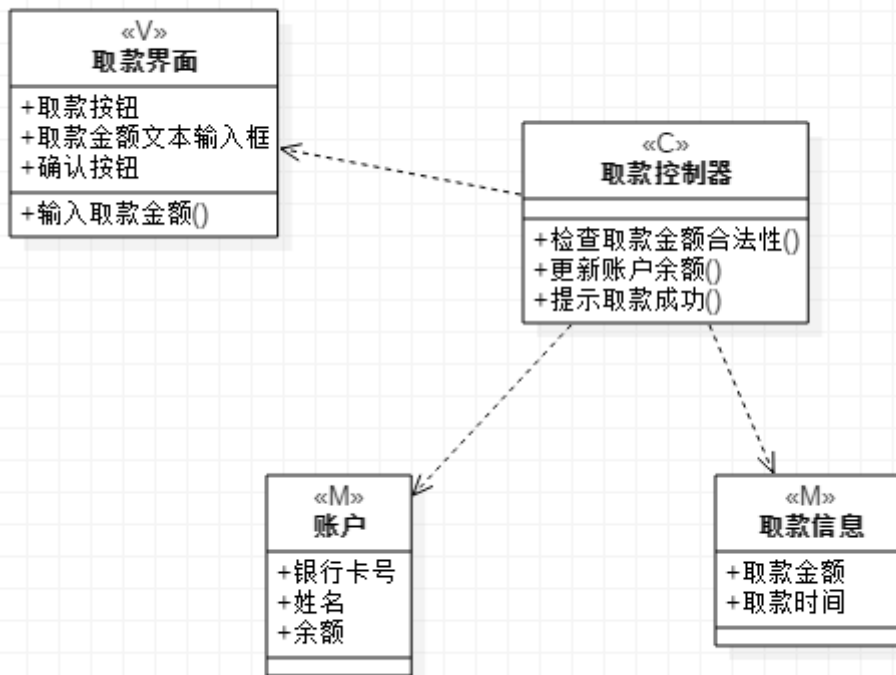 «V»
取款界面
+取款按钮
+取款金额文本输入框
+确认按钮
+输入取款金额()
«C»
取款控制器
+检查取款金额合法性()
+更新账户余额()
+提示取款成功()
«M»
账户
+银行卡号
+姓名
+余额
«M»
取款信息
+取款金额
+取款时间